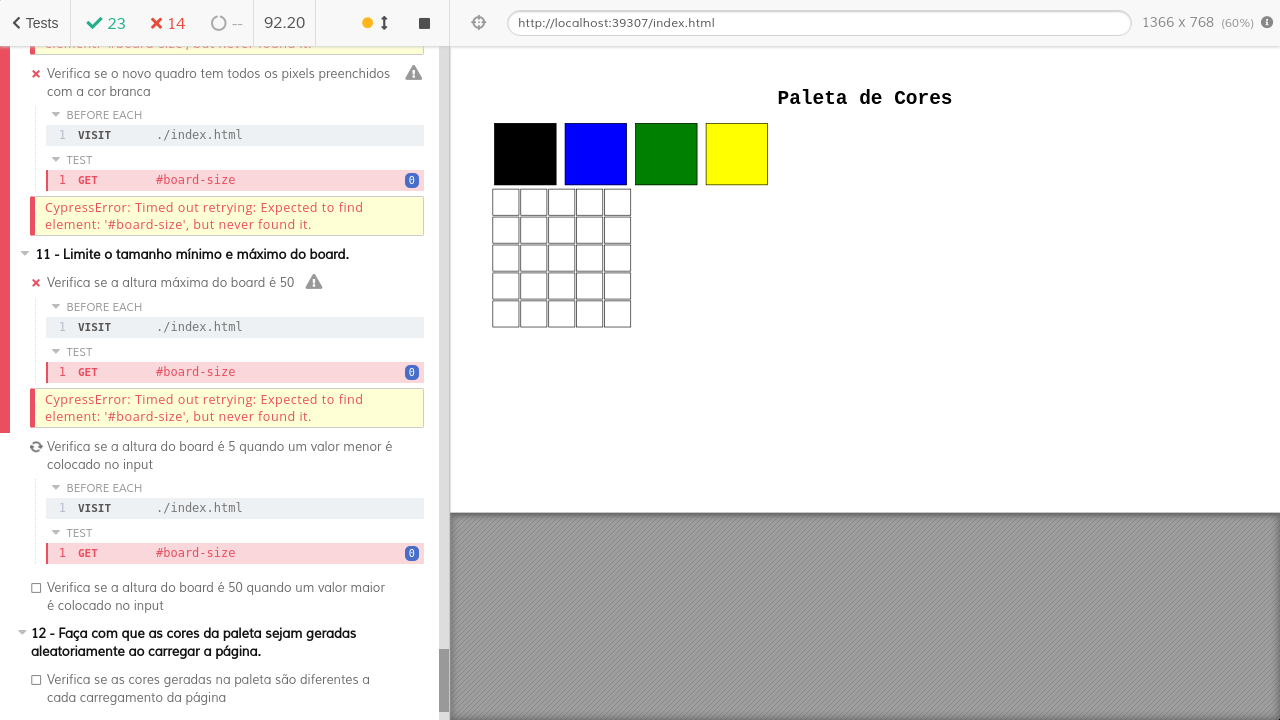 Tests 23 14 -- 92.20
http://localhost:39307/index.html 1366 x 768 (60%)
element: '#board-size', but never found it.
Verifica se o novo quadro tem todos os pixels preenchidos
com a cor branca
BEFORE EACH
1 VISIT ./index.html
TEST
1 GET #board-size 0
CypressError: Timed out retrying: Expected to find
element: '#board-size', but never found it.
11 - Limite o tamanho mínimo e máximo do board.
Verifica se a altura máxima do board é 50
BEFORE EACH
1 VISIT ./index.html
TEST
1 GET #board-size 0
CypressError: Timed out retrying: Expected to find
element: '#board-size', but never found it.
Verifica se a altura do board é 5 quando um valor menor é
colocado no input
BEFORE EACH
1 VISIT ./index.html
TEST
1 GET #board-size 0
Verifica se a altura do board é 50 quando um valor maior
é colocado no input
12 - Faça com que as cores da paleta sejam geradas
aleatoriamente ao carregar a página.
Verifica se as cores geradas na paleta são diferentes a
cada carregamento da página
Paleta de Cores